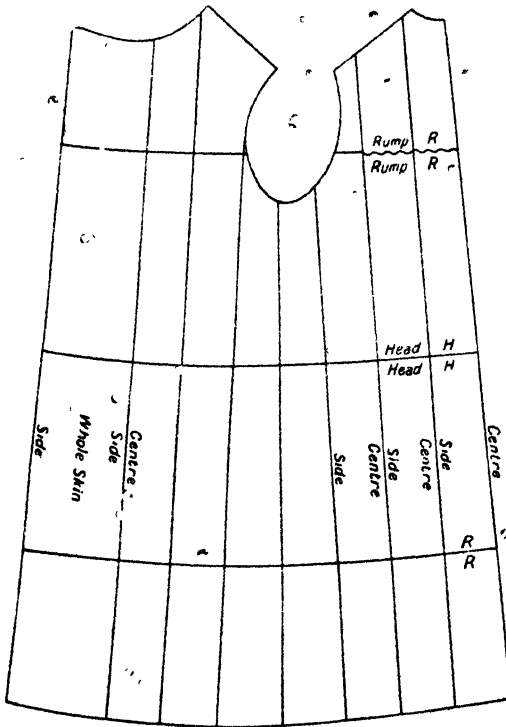 Rump R
Rump R
Head H
Head H
Side
Whole Skin
Side
Centre
Side
Centre
Side
Centre
Side
Centre
R
R